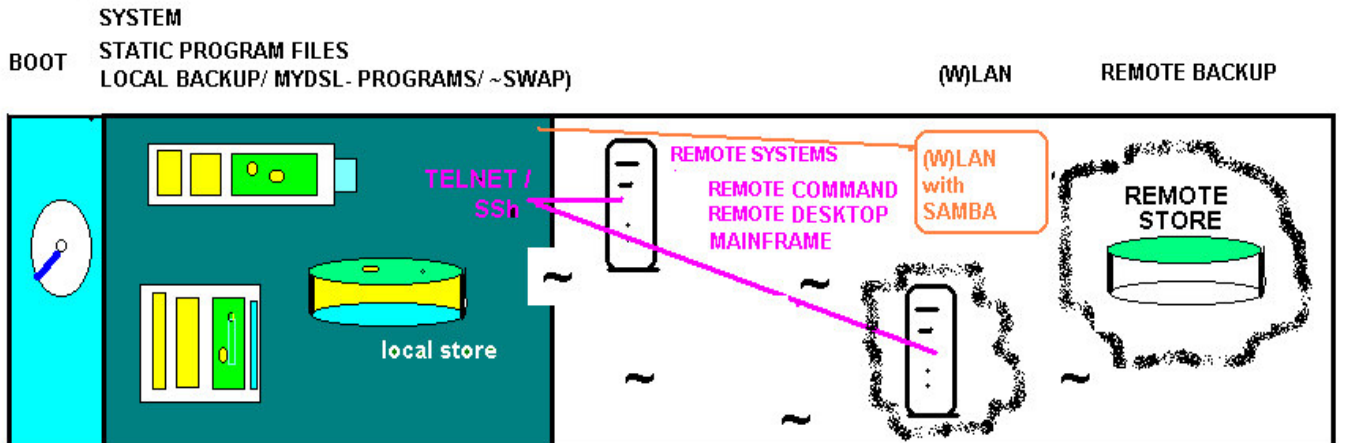 SYSTEM
BOOT
STATIC PROGRAM FILES
LOCAL BACKUP/ MYDSL- PROGRAMS/ ~SWAP)
(W)LAN
REMOTE BACKUP
TELNET /
SSh
REMOTE SYSTEMS
REMOTE COMMAND
REMOTE DESKTOP
MAINFRAME
(W)LAN
with
SAMBA
REMOTE
STORE
local store
~
~
~
~
~